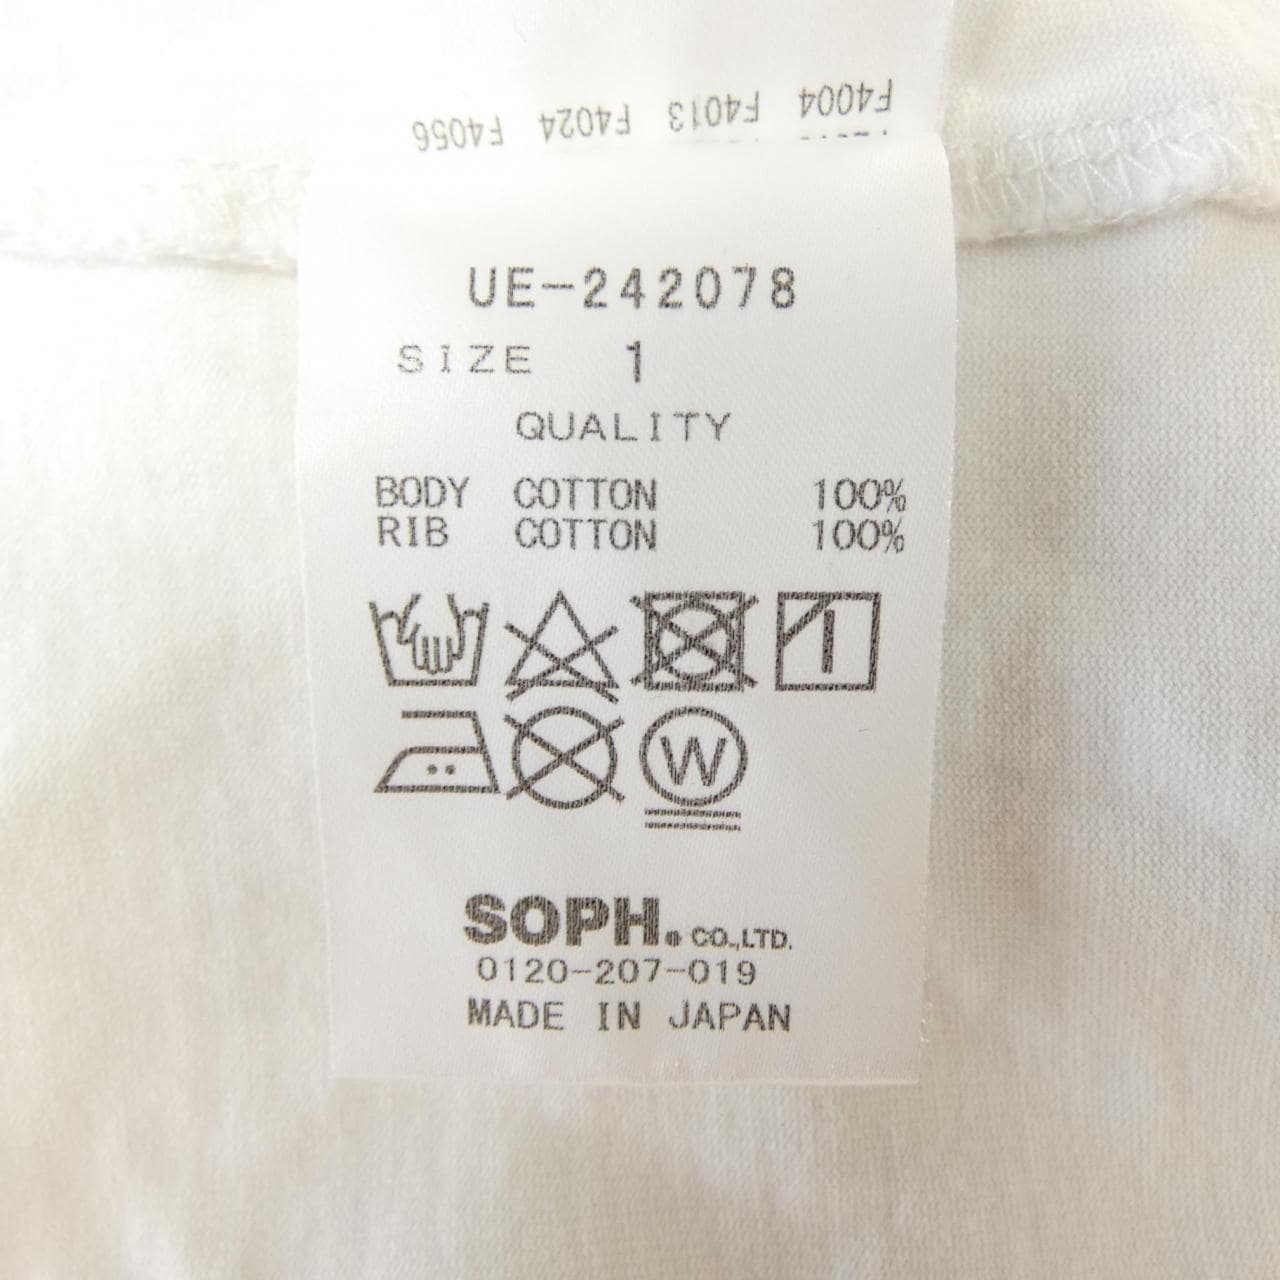 F4004 F4013 F4024 F4056
UE-242078
SIZE 1
QUALITY
BODY COTTON 100%
RIB COTTON 100%
W
SOPH. CO.,LTD.
0120-207-019
MADE IN JAPAN